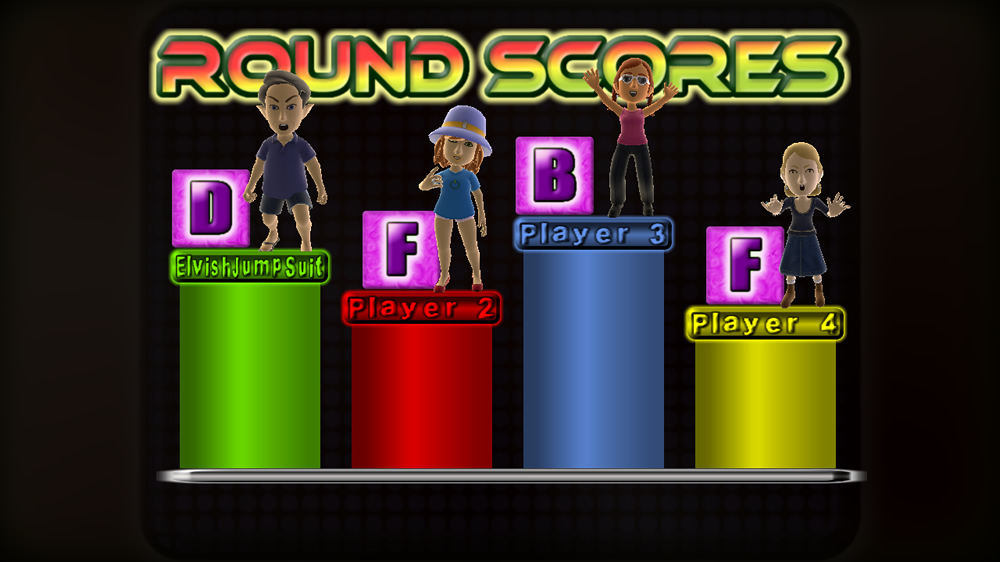 ROUND SCORES
D
ElvishJumpSuit
F
Player 2
B
Player 3
F
Player 4